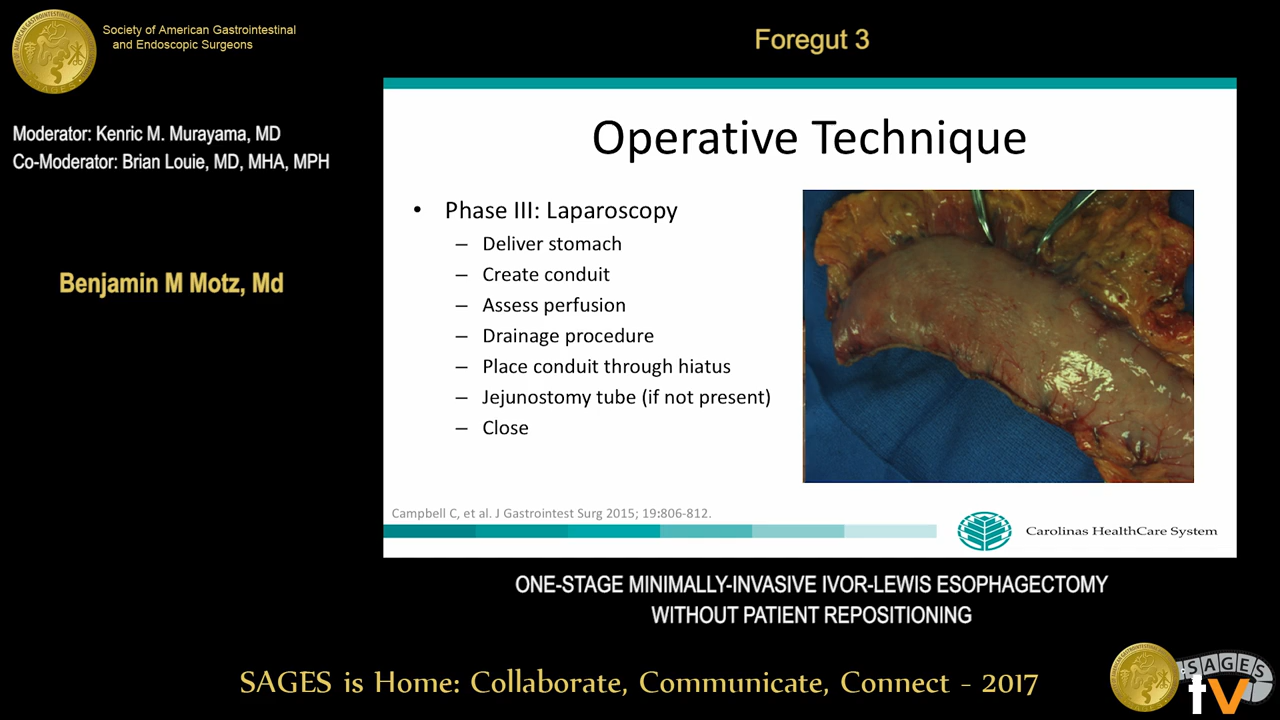 Society of American Gastrointestinal
and Endoscopic Surgeons
Foregut 3
Moderator: Kenric M. Murayama, MD
Co-Moderator: Brian Louie, MD, MHA, MPH
Benjamin M Motz, Md
Operative Technique
• Phase III: Laparoscopy
– Deliver stomach
– Create conduit
– Assess perfusion
– Drainage procedure
– Place conduit through hiatus
– Jejunostomy tube (if not present)
– Close
Campbell C, et al. J Gastrointest Surg 2015; 19:806-812.
Carolinas HealthCare System
ONE-STAGE MINIMALLY-INVASIVE IVOR-LEWIS ESOPHAGECTOMY
WITHOUT PATIENT REPOSITIONING
SAGES is Home: Collaborate, Communicate, Connect - 2017
SAGES
tv